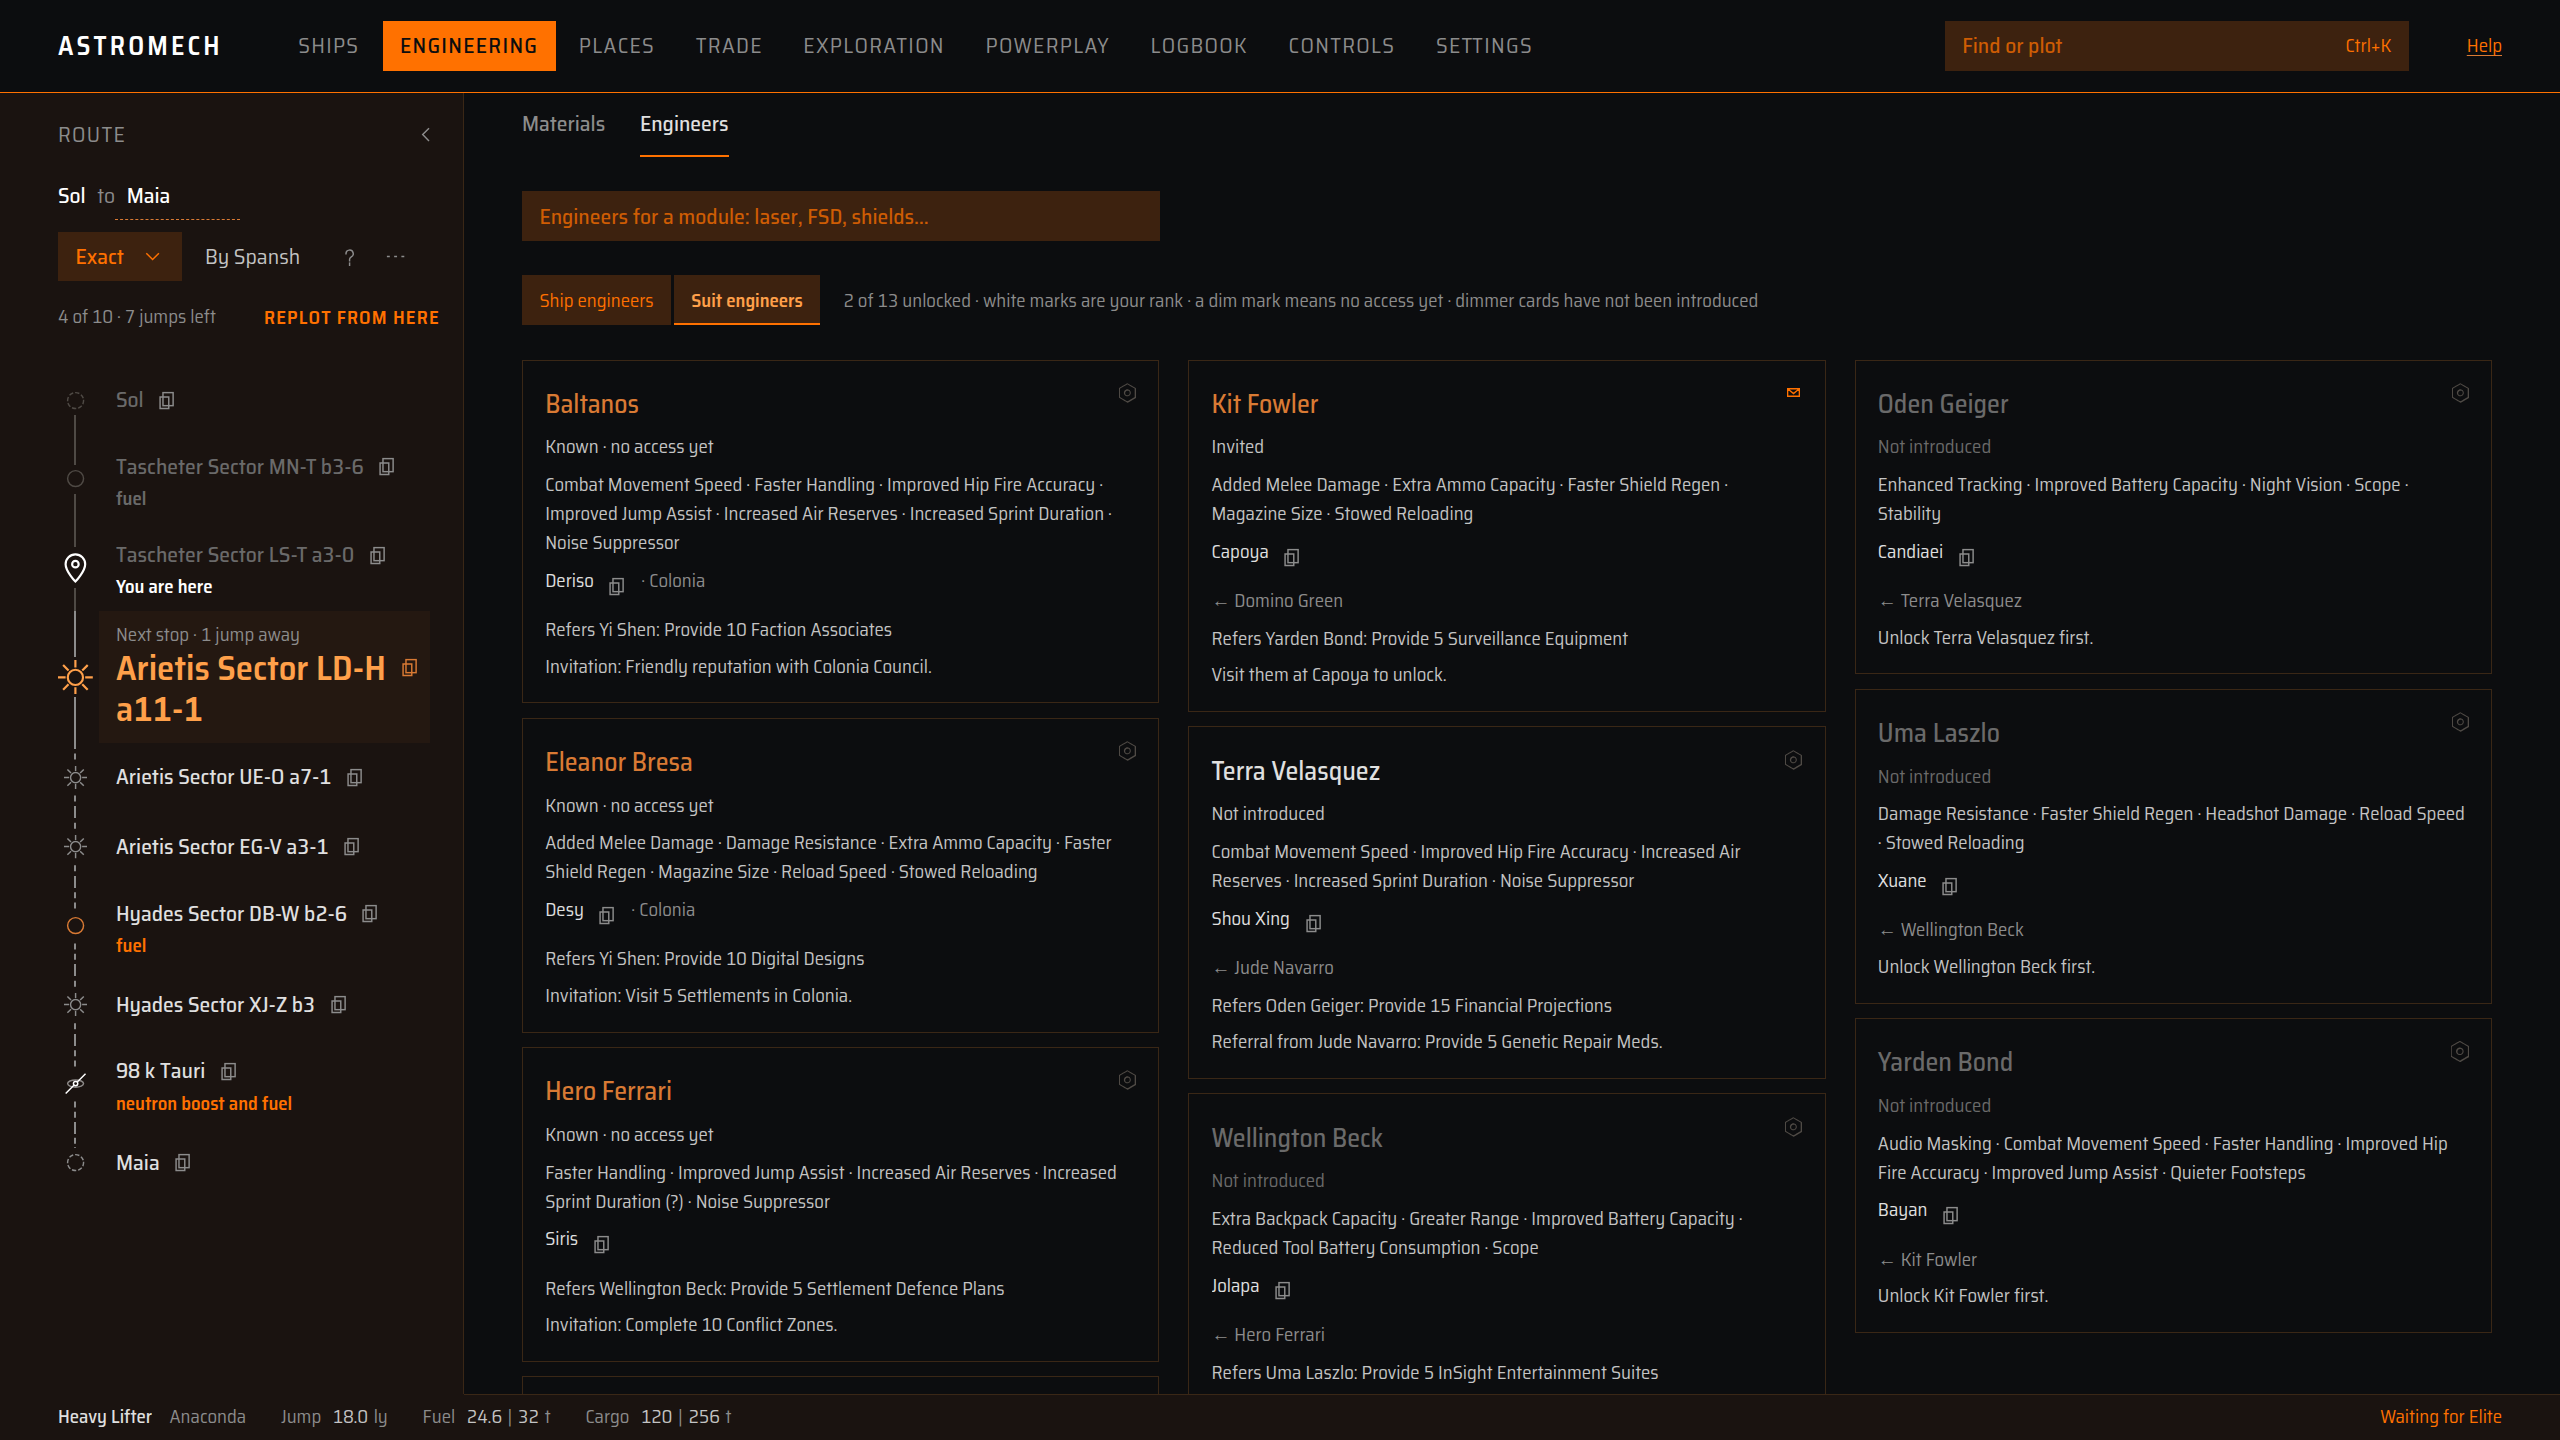 ASTROMECH
SHIPS
ENGINEERING
PLACES
TRADE
EXPLORATION
POWERPLAY
LOGBOOK
CONTROLS
SETTINGS
Find or plot
Ctrl+K
Help
ROUTE
Sol to Maia
Exact
By Spansh
?
4 of 10 · 7 jumps left
REPLOT FROM HERE
Sol
Tascheter Sector MN-T b3-6
fuel
Tascheter Sector LS-T a3-0
You are here
Next stop · 1 jump away
Arietis Sector LD-H
a11-1
Arietis Sector UE-O a7-1
Arietis Sector EG-V a3-1
Hyades Sector DB-W b2-6
fuel
Hyades Sector XJ-Z b3
98 k Tauri
neutron boost and fuel
Maia
Materials
Engineers
Engineers for a module: laser, FSD, shields...
Ship engineers
Suit engineers
2 of 13 unlocked · white marks are your rank · a dim mark means no access yet · dimmer cards have not been introduced
Baltanos
Known · no access yet
Combat Movement Speed · Faster Handling · Improved Hip Fire Accuracy ·
Improved Jump Assist · Increased Air Reserves · Increased Sprint Duration ·
Noise Suppressor
Deriso · Colonia
Refers Yi Shen: Provide 10 Faction Associates
Invitation: Friendly reputation with Colonia Council.
Eleanor Bresa
Known · no access yet
Added Melee Damage · Damage Resistance · Extra Ammo Capacity · Faster
Shield Regen · Magazine Size · Reload Speed · Stowed Reloading
Desy · Colonia
Refers Yi Shen: Provide 10 Digital Designs
Invitation: Visit 5 Settlements in Colonia.
Hero Ferrari
Known · no access yet
Faster Handling · Improved Jump Assist · Increased Air Reserves · Increased
Sprint Duration (?) · Noise Suppressor
Siris
Refers Wellington Beck: Provide 5 Settlement Defence Plans
Invitation: Complete 10 Conflict Zones.
Kit Fowler
Invited
Added Melee Damage · Extra Ammo Capacity · Faster Shield Regen ·
Magazine Size · Stowed Reloading
Capoya
← Domino Green
Refers Yarden Bond: Provide 5 Surveillance Equipment
Visit them at Capoya to unlock.
Terra Velasquez
Not introduced
Combat Movement Speed · Improved Hip Fire Accuracy · Increased Air
Reserves · Increased Sprint Duration · Noise Suppressor
Shou Xing
← Jude Navarro
Refers Oden Geiger: Provide 15 Financial Projections
Referral from Jude Navarro: Provide 5 Genetic Repair Meds.
Wellington Beck
Not introduced
Extra Backpack Capacity · Greater Range · Improved Battery Capacity ·
Reduced Tool Battery Consumption · Scope
Jolapa
← Hero Ferrari
Refers Uma Laszlo: Provide 5 InSight Entertainment Suites
Oden Geiger
Not introduced
Enhanced Tracking · Improved Battery Capacity · Night Vision · Scope ·
Stability
Candiaei
← Terra Velasquez
Unlock Terra Velasquez first.
Uma Laszlo
Not introduced
Damage Resistance · Faster Shield Regen · Headshot Damage · Reload Speed
· Stowed Reloading
Xuane
← Wellington Beck
Unlock Wellington Beck first.
Yarden Bond
Not introduced
Audio Masking · Combat Movement Speed · Faster Handling · Improved Hip
Fire Accuracy · Improved Jump Assist · Quieter Footsteps
Bayan
← Kit Fowler
Unlock Kit Fowler first.
Heavy Lifter Anaconda Jump 18.0 ly Fuel 24.6 | 32 t Cargo 120 | 256 t
Waiting for Elite